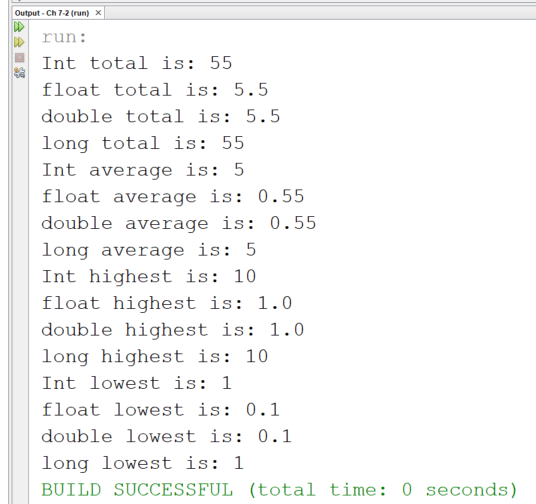 Output - Ch 7-2 (run) ×
run:
Int total is: 55
float total is: 5.5
double total is: 5.5
long total is: 55
Int average is: 5
float average is: 0.55
double average is: 0.55
long average is: 5
Int highest is: 10
float highest is: 1.0
double highest is: 1.0
long highest is: 10
Int lowest is: 1
float lowest is: 0.1
double lowest is: 0.1
long lowest is: 1
BUILD SUCCESSFUL (total time: 0 seconds)